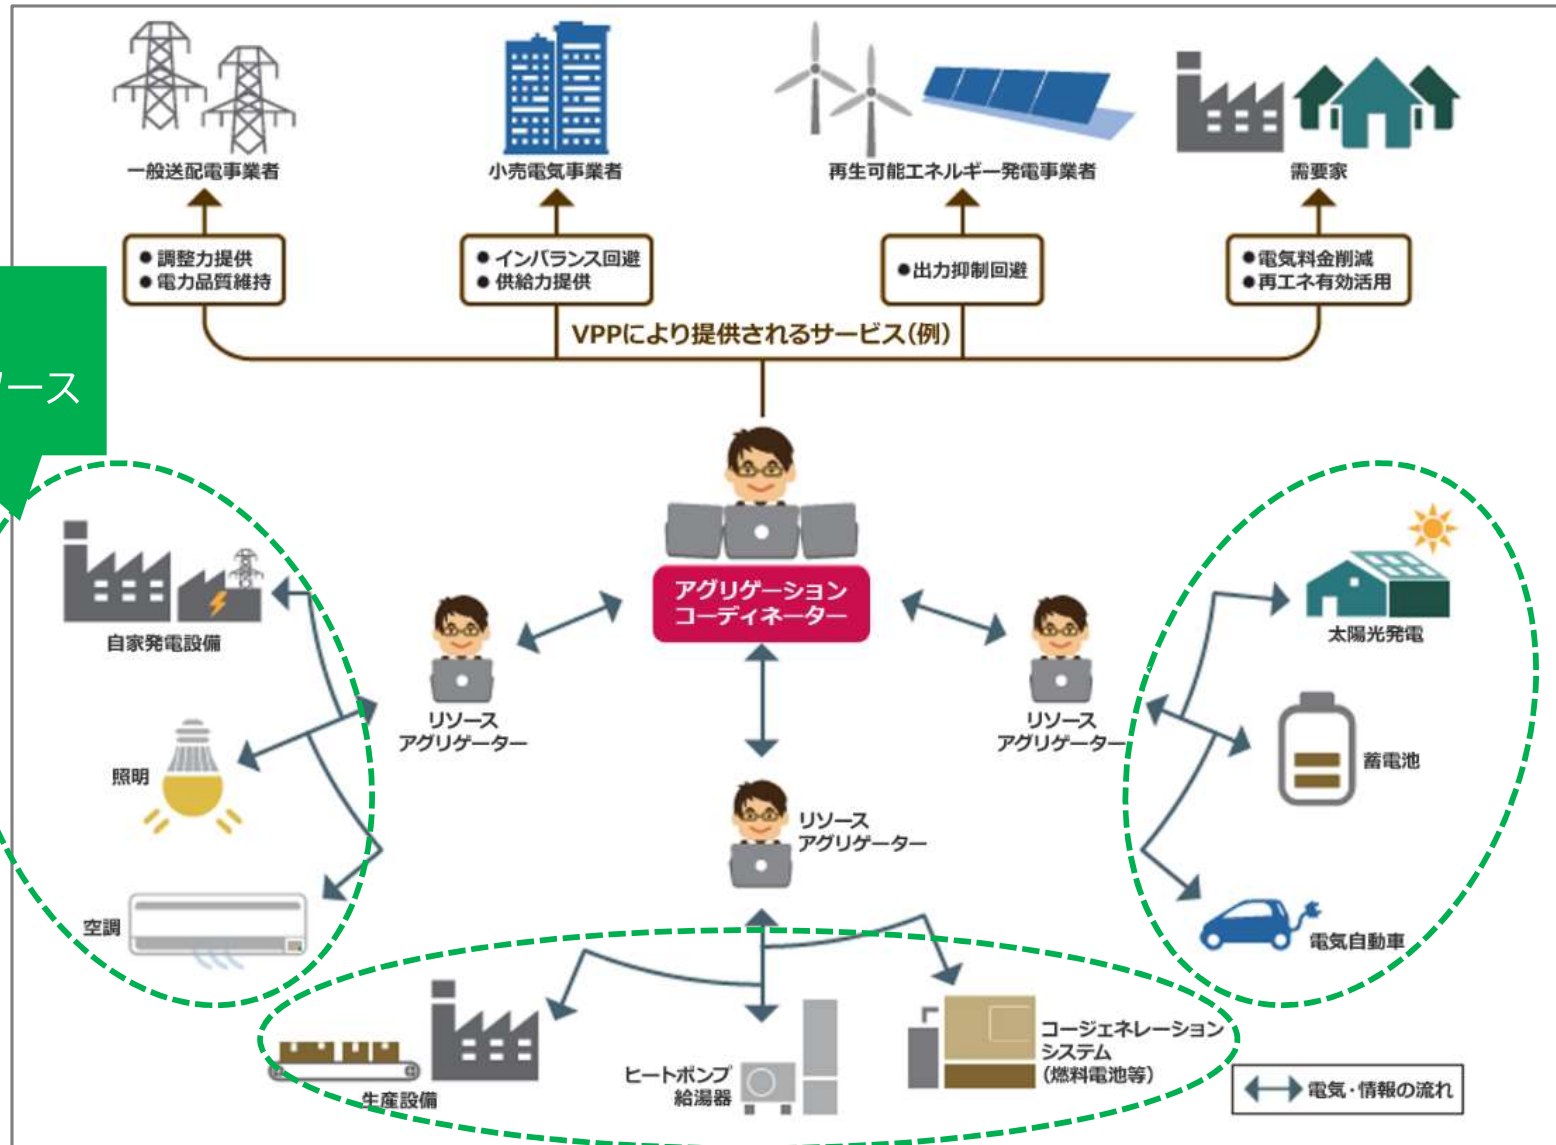 一般送配電事業者
小売電気事業者
再生可能エネルギー発電事業者
需要家
● 調整力提供
● 電力品質維持
● インバランス回避
● 供給力提供
●出力抑制回避
●電気料金削減
●再エネ有効活用
VPPにより提供されるサービス(例)
ース
アグリゲーション
コーディネーター
自家発電設備
リソース
アグリゲーター
リソース
アグリゲーター
太陽光発電
照明
蓄電池
リソース
アグリゲーター
空調
電気自動車
生産設備
ヒートポンプ
給湯器
コージェネレーション
システム
(燃料電池等)
電気・情報の流れ